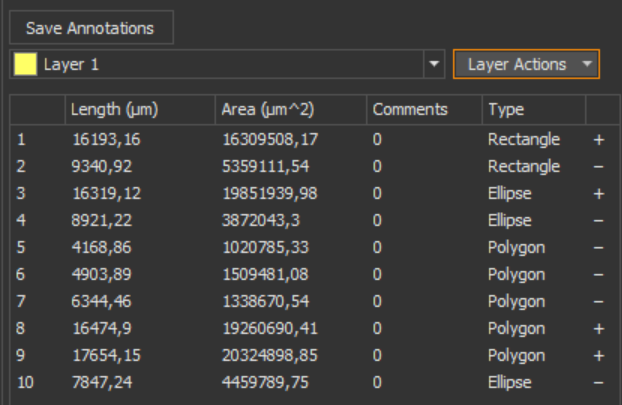 Save Annotations
Layer 1 Layer Actions
Length (µm) Area (µm^2) Comments Type
1 16193,16 16309508,17 0 Rectangle +
2 9340,92 5359111,54 0 Rectangle −
3 16319,12 19851939,98 0 Ellipse +
4 8921,22 3872043,3 0 Ellipse −
5 4168,86 1020785,33 0 Polygon −
6 4903,89 1509481,08 0 Polygon −
7 6344,46 1338670,54 0 Polygon −
8 16474,9 19260690,41 0 Polygon +
9 17654,15 20324898,85 0 Polygon +
10 7847,24 4459789,75 0 Ellipse −